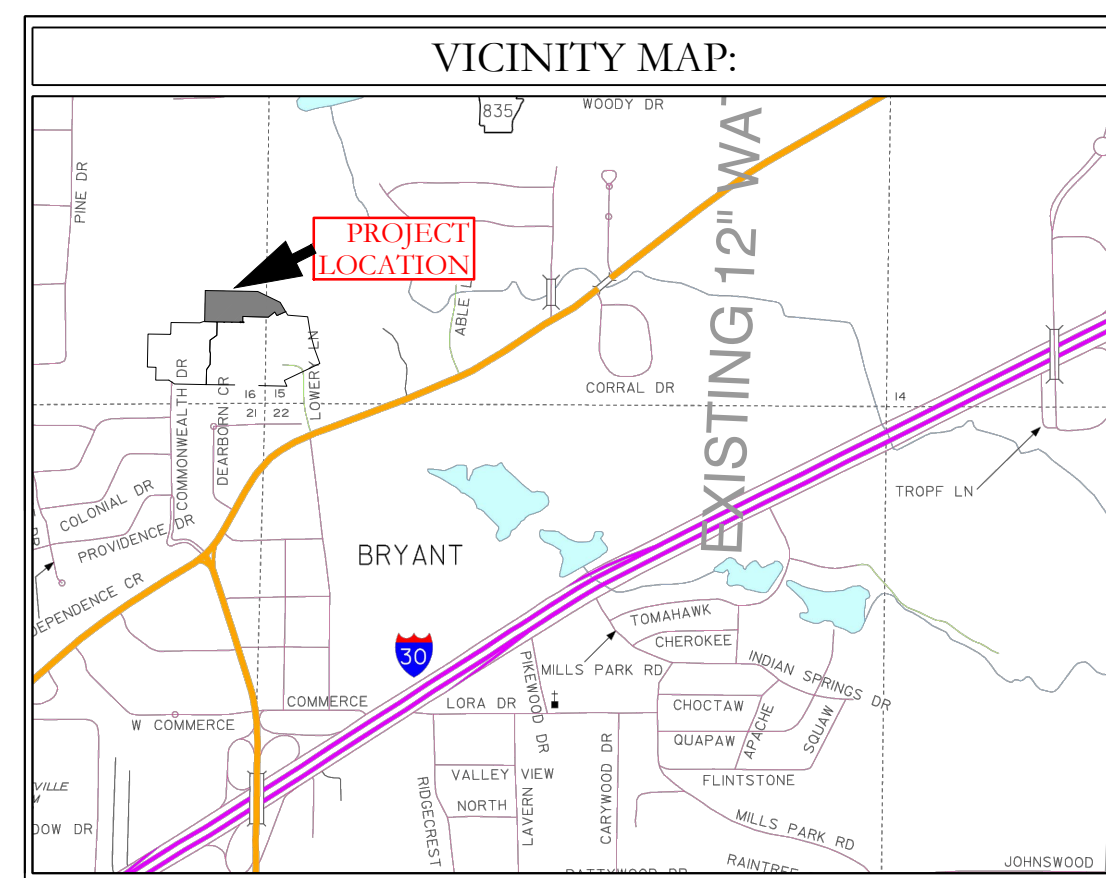 VICINITY MAP:
835
WOODY DR
PINE DR
PROJECT
LOCATION
ABLE L
EXISTING 12" WA
CORRAL DR
COMMONWEALTH DR
DEARBORN CR
LOWERY LN
16 15
21 22
14
TROPF LN
COLONIAL DR
PROVIDENCE DR
DEPENDENCE CR
BRYANT
30
TOMAHAWK
CHEROKEE
MILLS PARK RD
INDIAN SPRINGS DR
PIKEWOOD DR
COMMERCE
LORA DR
W COMMERCE
CHOCTAW
QUAPAW
APACHE
SQUAW
FLINTSTONE
VALLEY VIEW
NORTH
RIDGECREST
LAVERN
CARYWOOD DR
MILLS PARK RD
VILLE
M
DOW DR
RAINTREE
JOHNSWOOD